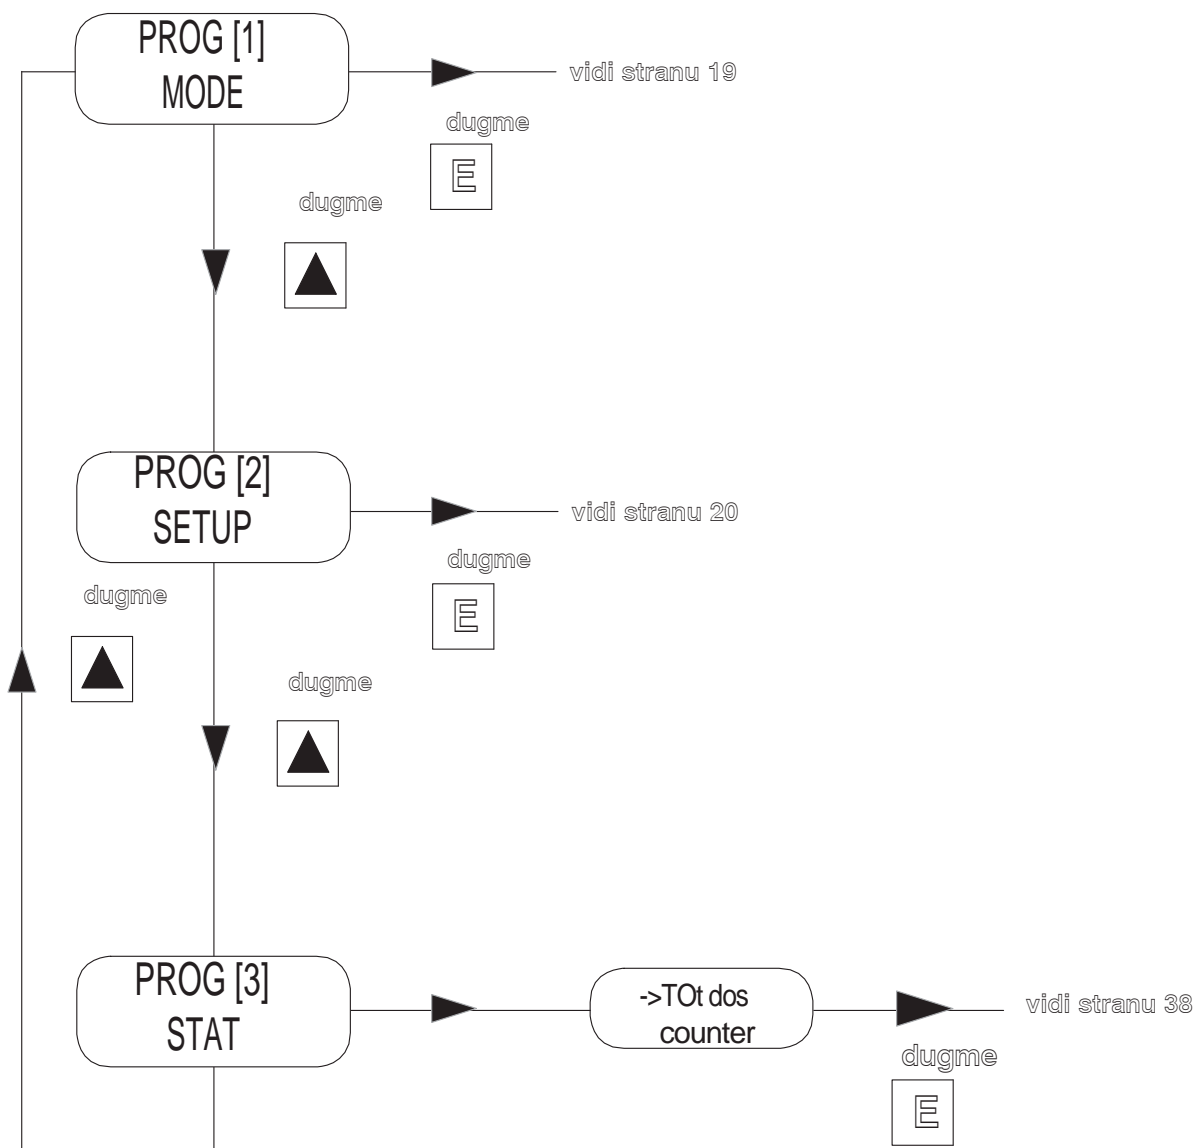 PROG [1]
MODE
vidi stranu 19
dugme
E
dugme
PROG [2]
SETUP
vidi stranu 20
dugme
E
dugme
dugme
PROG [3]
STAT
->TOt dos
counter
vidi stranu 38
dugme
E